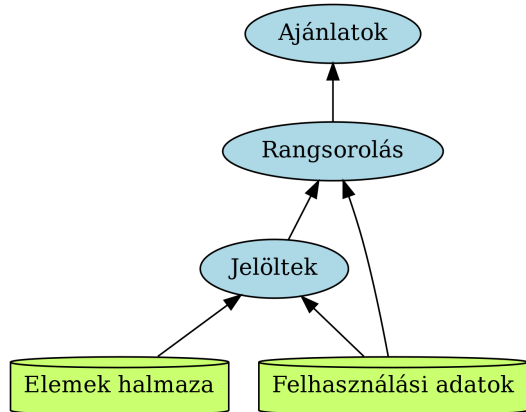 Ajánlatok
Rangsorolás
Jelöltek
Elemek halmaza
Felhasználási adatok